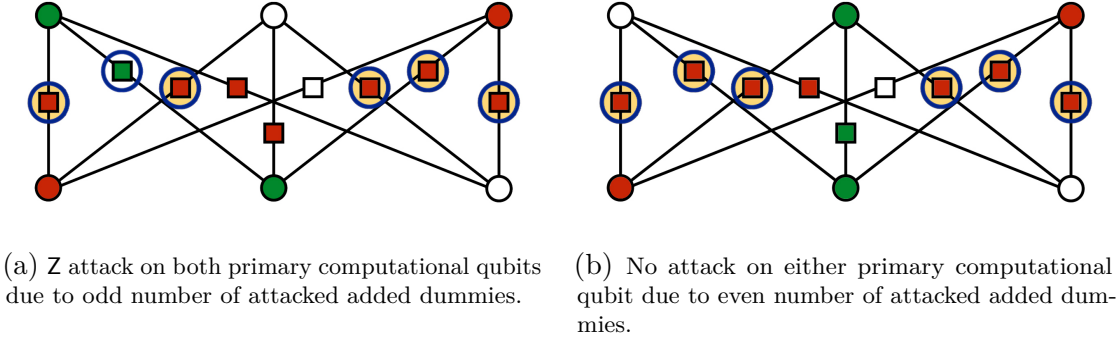 (a) Z attack on both primary computational qubits
due to odd number of attacked added dummies.
(b) No attack on either primary computational
qubit due to even number of attacked added dum-
mies.